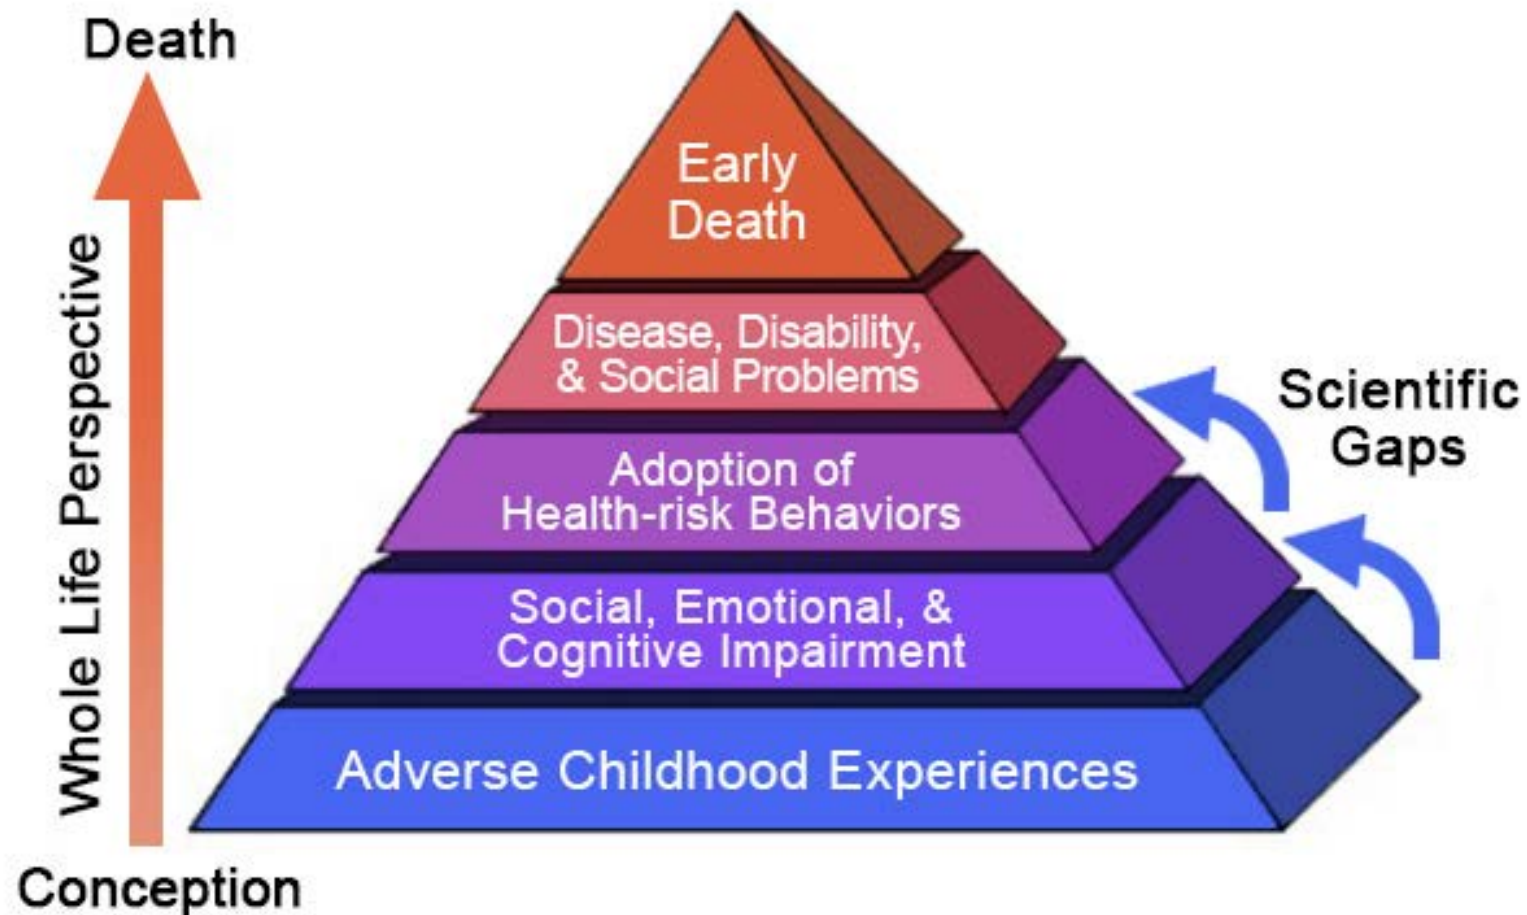 Death
Whole Life Perspective
Conception
Early
Death
Disease, Disability,
& Social Problems
Adoption of
Health-risk Behaviors
Social, Emotional, &
Cognitive Impairment
Adverse Childhood Experiences
Scientific
Gaps